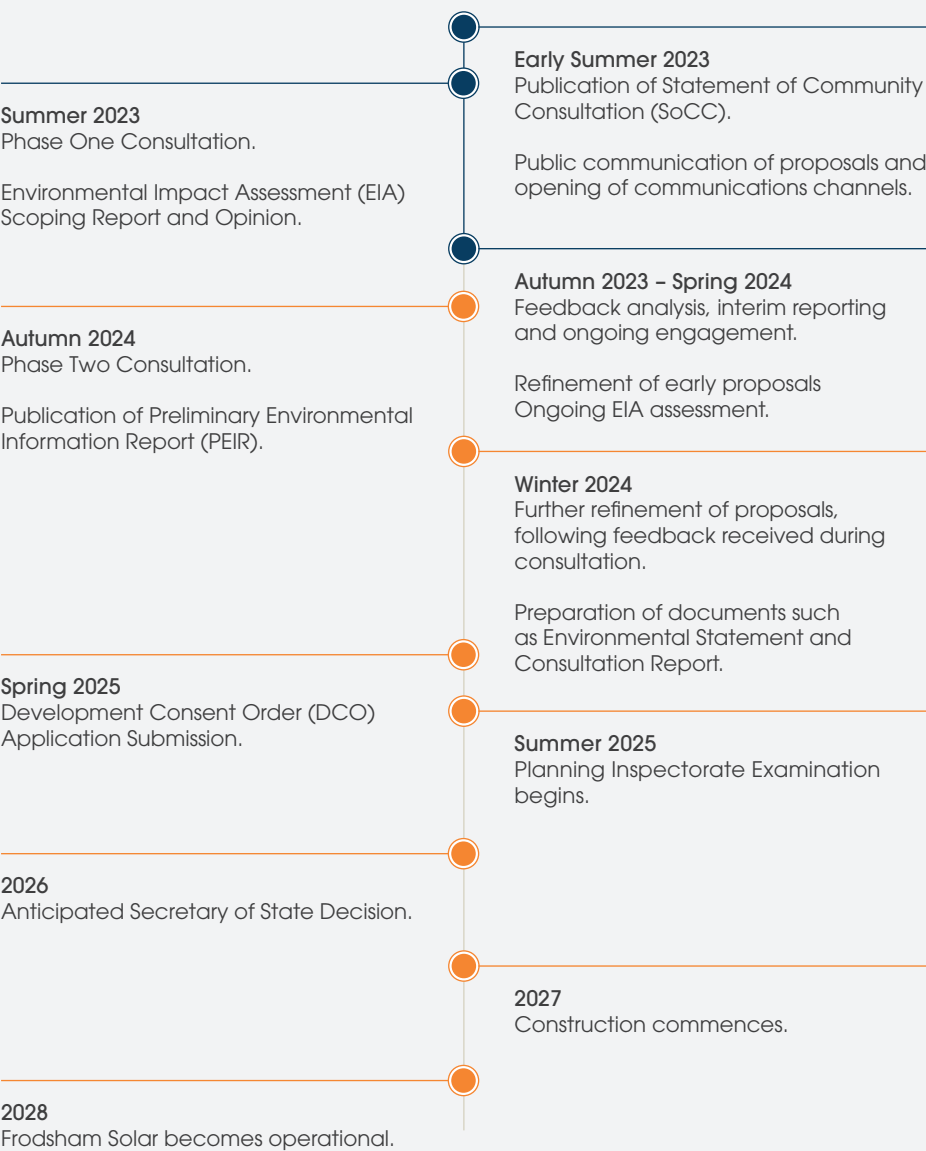 Early Summer 2023
Publication of Statement of Community
Consultation (SoCC).
Public communication of proposals and
opening of communications channels.
Summer 2023
Phase One Consultation.
Environmental Impact Assessment (EIA)
Scoping Report and Opinion.
Autumn 2023 – Spring 2024
Feedback analysis, interim reporting
and ongoing engagement.
Refinement of early proposals
Ongoing EIA assessment.
Autumn 2024
Phase Two Consultation.
Publication of Preliminary Environmental
Information Report (PEIR).
Winter 2024
Further refinement of proposals,
following feedback received during
consultation.
Preparation of documents such
as Environmental Statement and
Consultation Report.
Spring 2025
Development Consent Order (DCO)
Application Submission.
Summer 2025
Planning Inspectorate Examination
begins.
2026
Anticipated Secretary of State Decision.
2027
Construction commences.
2028
Frodsham Solar becomes operational.